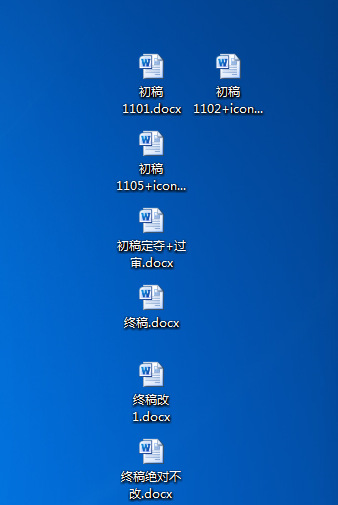 初稿
1101.docx
初稿
1102+icon...
初稿
1105+icon...
初稿定夺+过
审.docx
终稿.docx
终稿改
1.docx
终稿绝对不
改.docx